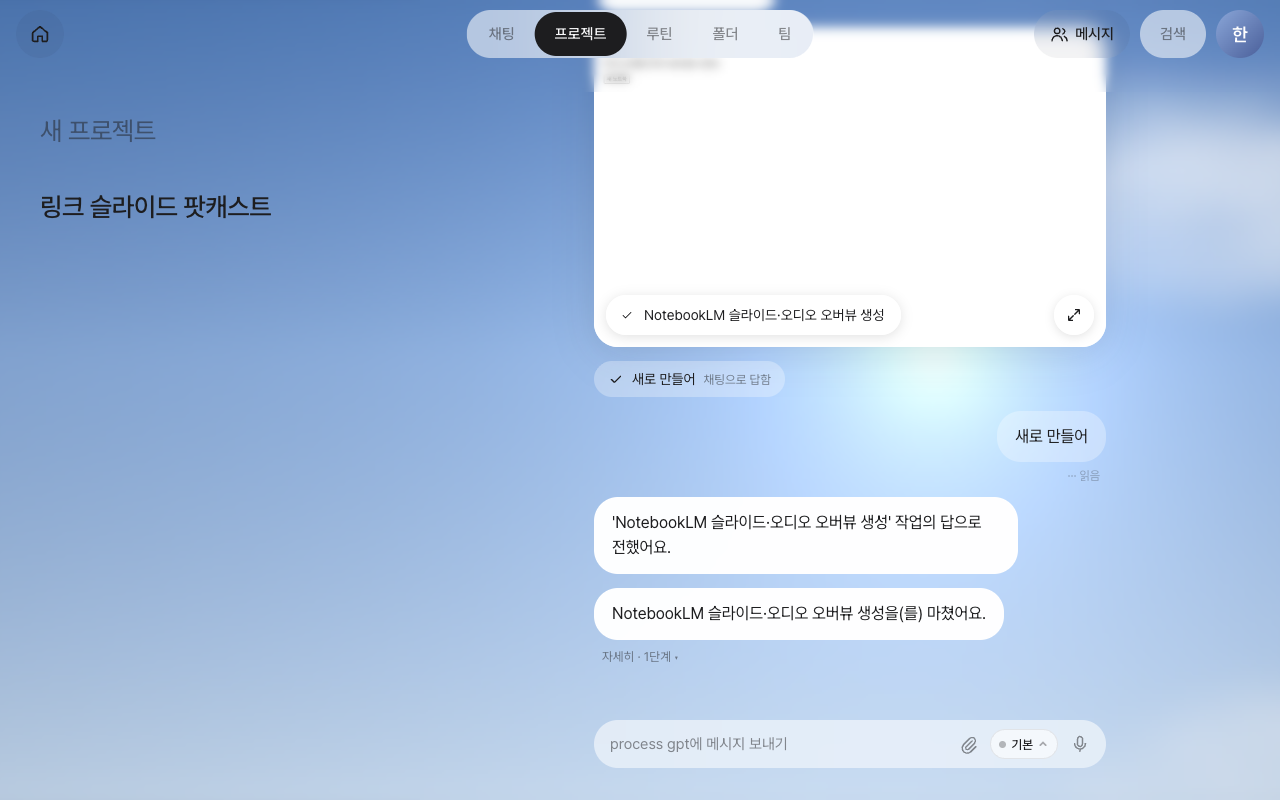 채팅
프로젝트
루틴
폴더
팀
메시지
검색
한
새 프로젝트
링크 슬라이드 팟캐스트
NotebookLM 슬라이드·오디오 오버뷰 생성
새로 만들어 채팅으로 답함
새로 만들어
··· 읽음
'NotebookLM 슬라이드·오디오 오버뷰 생성' 작업의 답으로
전했어요.
NotebookLM 슬라이드·오디오 오버뷰 생성을(를) 마쳤어요.
자세히 · 1단계
process gpt에 메시지 보내기
기본